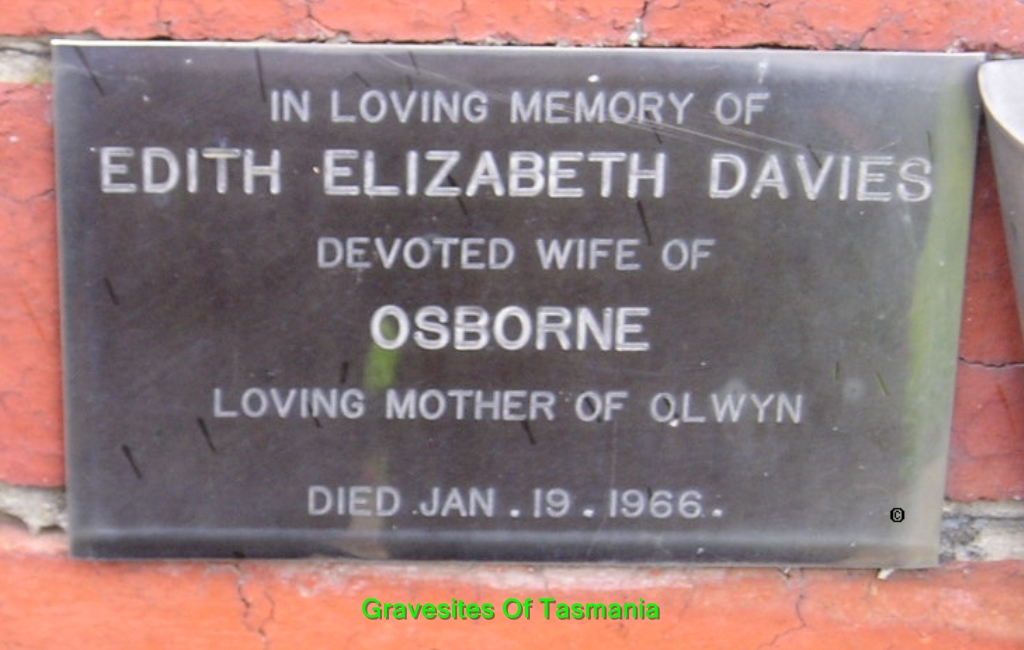 IN LOVING MEMORY OF
EDITH ELIZABETH DAVIES
DEVOTED WIFE OF
OSBORNE
LOVING MOTHER OF OLWYN
DIED JAN. 19. 1966.
©
Gravesites Of Tasmania